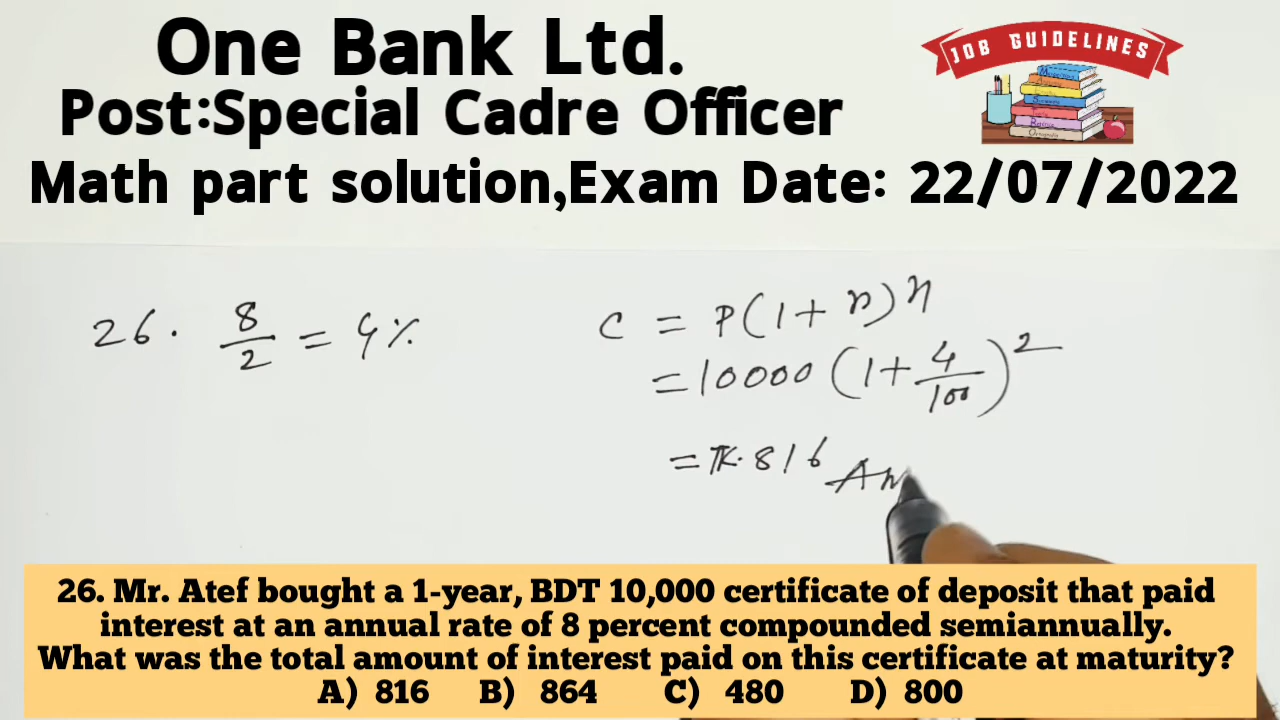 One Bank Ltd.
JOB GUIDELINES
Post:Special Cadre Officer
Math part solution,Exam Date: 22/07/2022
26. 8/2 = 4%
C = P(1+r)n
=10000(1+4/100)2
=TK.816 An
26. Mr. Atef bought a 1-year, BDT 10,000 certificate of deposit that paid
interest at an annual rate of 8 percent compounded semiannually.
What was the total amount of interest paid on this certificate at maturity?
A) 816 B) 864 C) 480 D) 800